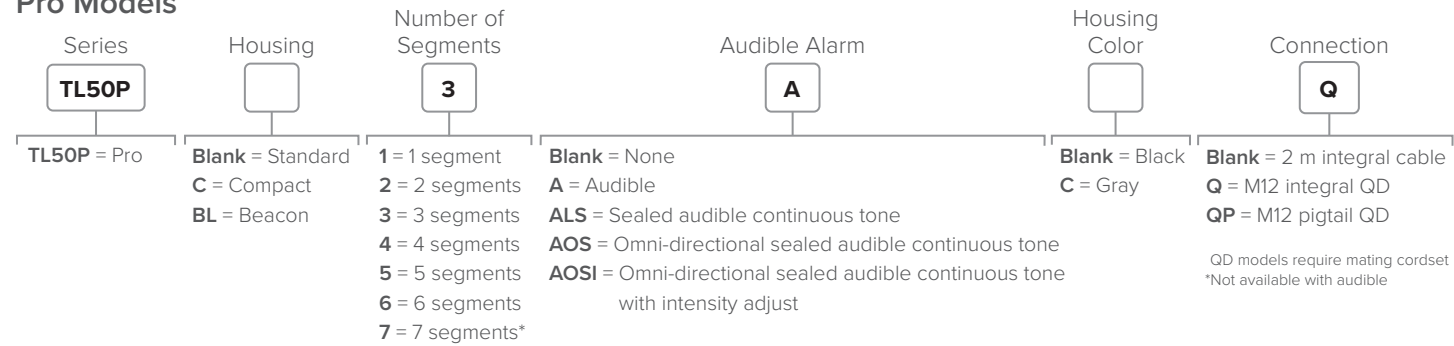 Pro Models
Series
Housing
Number of
Segments
Audible Alarm
Housing
Color
Connection
TL50P
3
A
Q
TL50P = Pro
Blank = Standard
C = Compact
BL = Beacon
1 = 1 segment
2 = 2 segments
3 = 3 segments
4 = 4 segments
5 = 5 segments
6 = 6 segments
7 = 7 segments*
Blank = None
A = Audible
ALS = Sealed audible continuous tone
AOS = Omni-directional sealed audible continuous tone
AOSI = Omni-directional sealed audible continuous tone
with intensity adjust
Blank = Black
C = Gray
Blank = 2 m integral cable
Q = M12 integral QD
QP = M12 pigtail QD
QD models require mating cordset
*Not available with audible